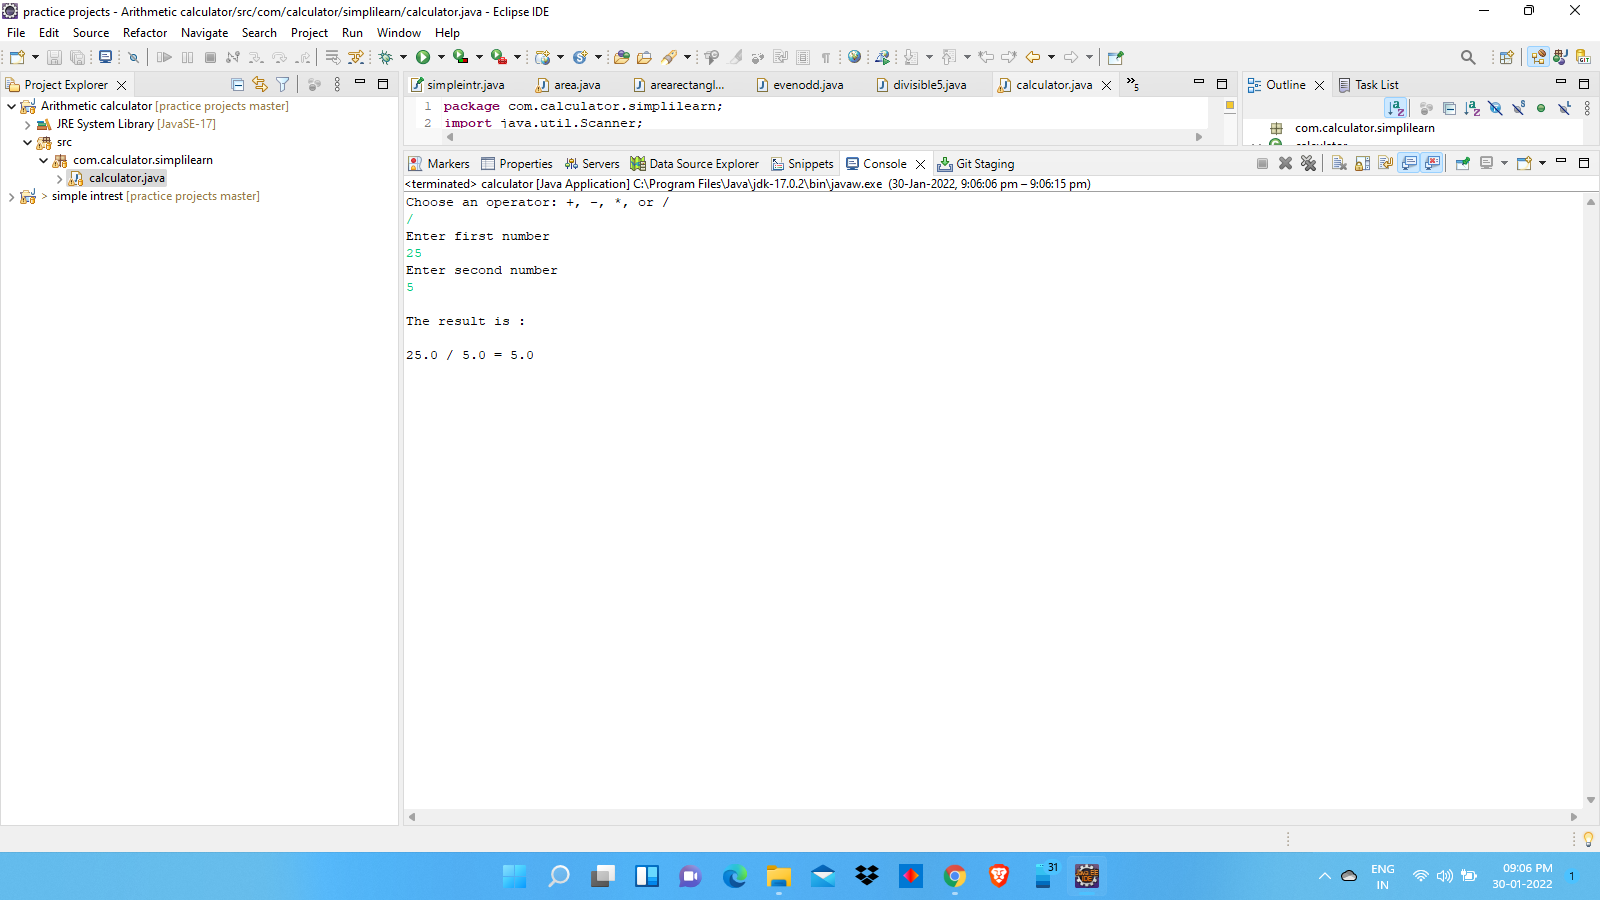 practice projects - Arithmetic calculator/src/com/calculator/simplilearn/calculator.java - Eclipse IDE
File Edit Source Refactor Navigate Search Project Run Window Help
Project Explorer
Arithmetic calculator [practice projects master]
JRE System Library [JavaSE-17]
src
com.calculator.simplilearn
calculator.java
> simple intrest [practice projects master]
simpleintr.java area.java arearectangl... evenodd.java divisible5.java calculator.java »5
1 package com.calculator.simplilearn;
2 import java.util.Scanner;
Outline Task List
com.calculator.simplilearn
Markers Properties Servers Data Source Explorer Snippets Console Git Staging
<terminated> calculator [Java Application] C:\Program Files\Java\jdk-17.0.2\bin\javaw.exe (30-Jan-2022, 9:06:06 pm – 9:06:15 pm)
Choose an operator: +, -, *, or /
/
Enter first number
25
Enter second number
5
The result is :
25.0 / 5.0 = 5.0
31
ENG
IN
09:06 PM
30-01-2022
1